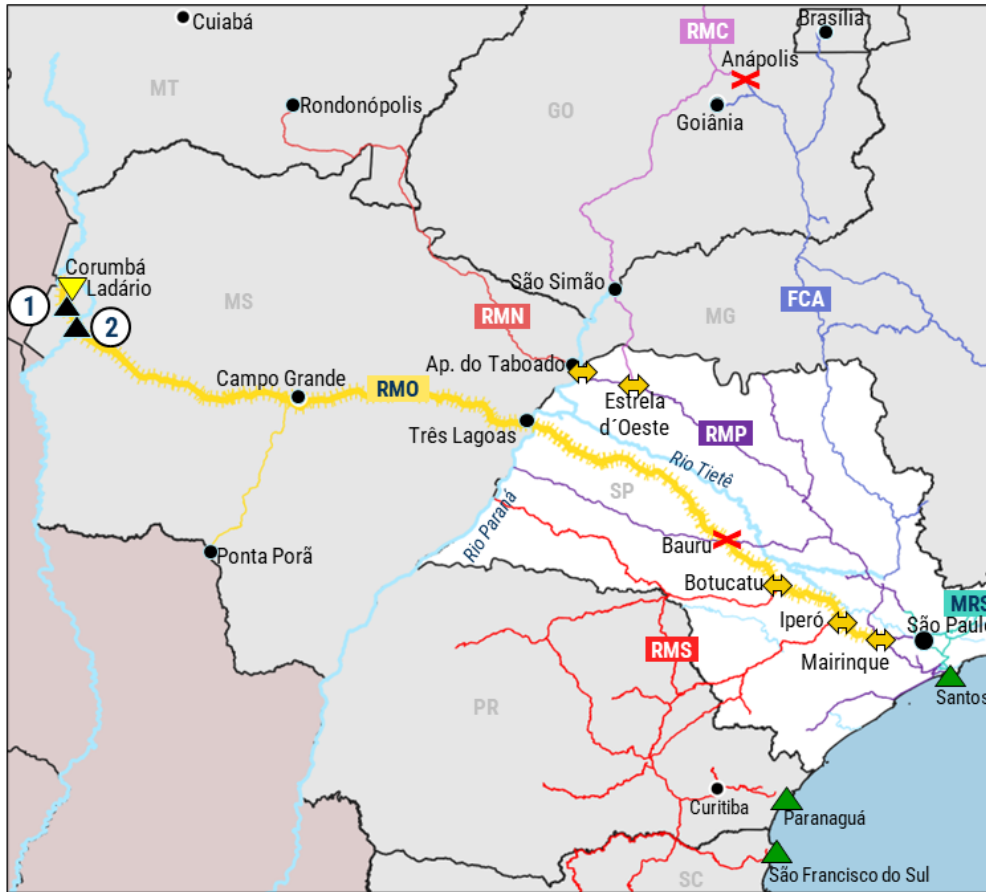 Cuiabá
RMC
Brasília
Anápolis
MT
Rondonópolis
GO
Goiânia
Corumbá
Ladário
São Simão
1
MS
RMN
MG
FCA
2
Ap. do Taboado
Campo Grande
RMO
Estrela
d´Oeste
Três Lagoas
RMP
Rio Tietê
SP
Rio Paraná
Bauru
Ponta Porã
Botucatu
MRS
Iperó
São Paulo
RMS
Mairinque
Santos
PR
Curitiba
Paranaguá
São Francisco do Sul
SC